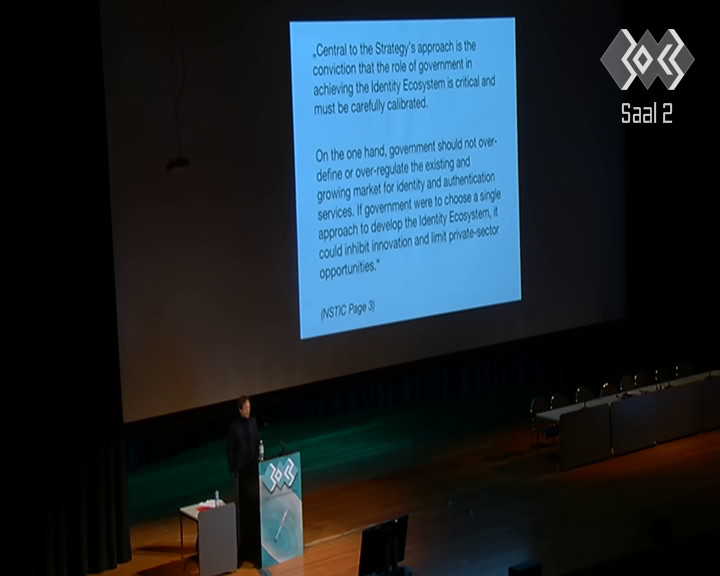 „Central to the Strategy's approach is the
conviction that the role of government in
achieving the Identity Ecosystem is critical and
must be carefully calibrated.
On the one hand, government should not over-
define or over-regulate the existing and
growing market for identity and authentication
services. If government were to choose a single
approach to develop the Identity Ecosystem, it
could inhibit innovation and limit private-sector
opportunities."
(NSTIC Page 3)
30C3
Saal 2